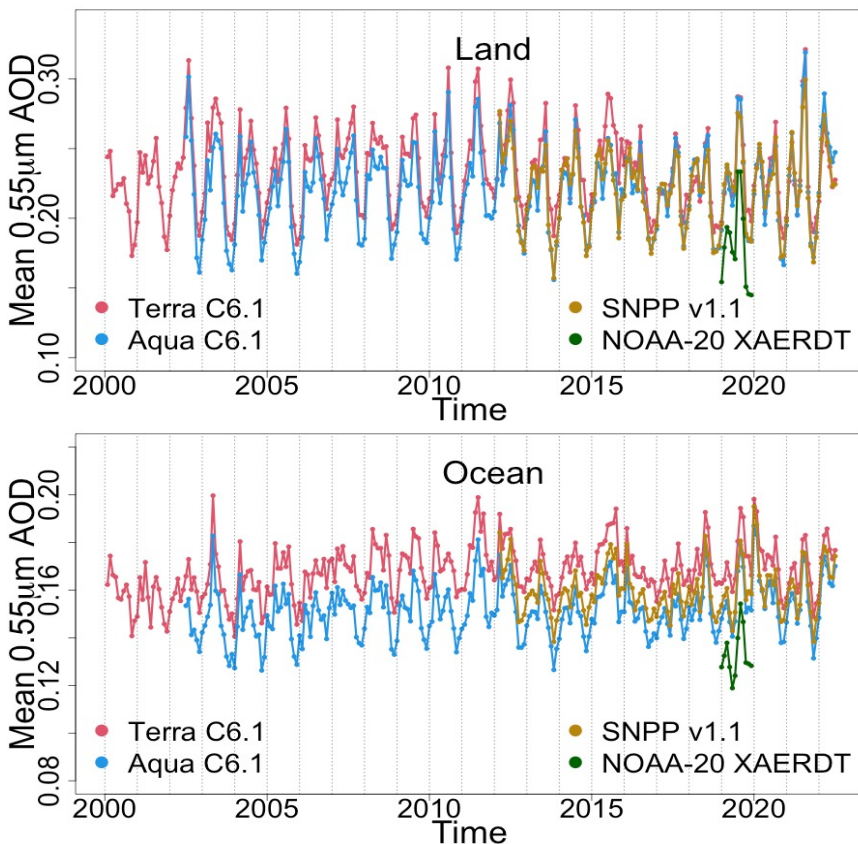 Land
Mean 0.55μm AOD
0.30
0.20
0.10
Terra C6.1
Aqua C6.1
SNPP v1.1
NOAA-20 XAERDT
2000 2005 2010 2015 2020
Time
Ocean
Mean 0.55μm AOD
0.20
0.16
0.12
0.08
Terra C6.1
Aqua C6.1
SNPP v1.1
NOAA-20 XAERDT
2000 2005 2010 2015 2020
Time